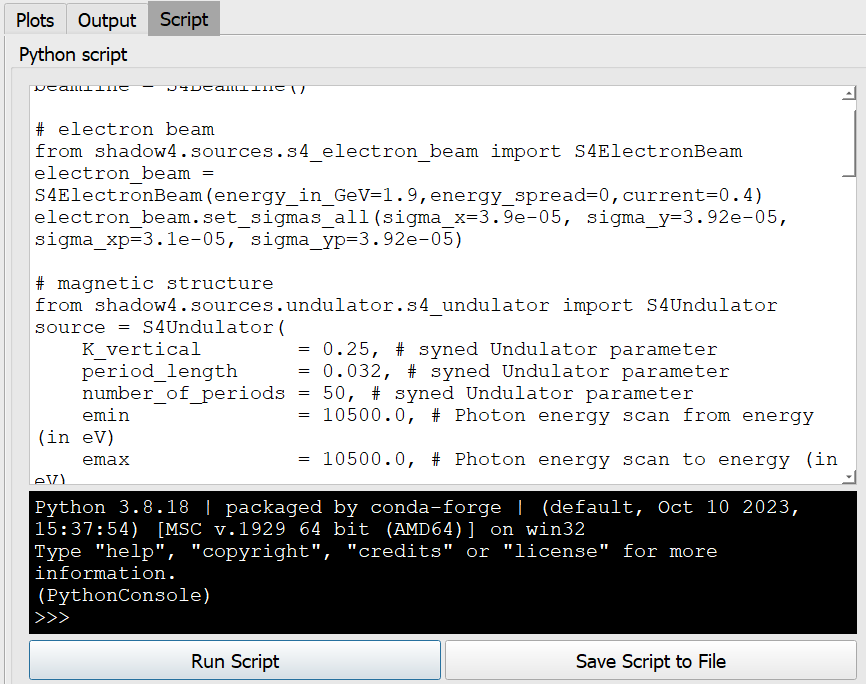 Plots Output Script
Python script
beamline = S4Beamline()
# electron beam
from shadow4.sources.s4_electron_beam import S4ElectronBeam
electron_beam =
S4ElectronBeam(energy_in_GeV=1.9,energy_spread=0,current=0.4)
electron_beam.set_sigmas_all(sigma_x=3.9e-05, sigma_y=3.92e-05,
sigma_xp=3.1e-05, sigma_yp=3.92e-05)
# magnetic structure
from shadow4.sources.undulator.s4_undulator import S4Undulator
source = S4Undulator(
    K_vertical        = 0.25, # syned Undulator parameter
    period_length     = 0.032, # syned Undulator parameter
    number_of_periods = 50, # syned Undulator parameter
    emin              = 10500.0, # Photon energy scan from energy
(in eV)
    emax              = 10500.0, # Photon energy scan to energy (in
eV)
Python 3.8.18 | packaged by conda-forge | (default, Oct 10 2023,
15:37:54) [MSC v.1929 64 bit (AMD64)] on win32
Type "help", "copyright", "credits" or "license" for more
information.
(PythonConsole)
>>>
Run Script Save Script to File